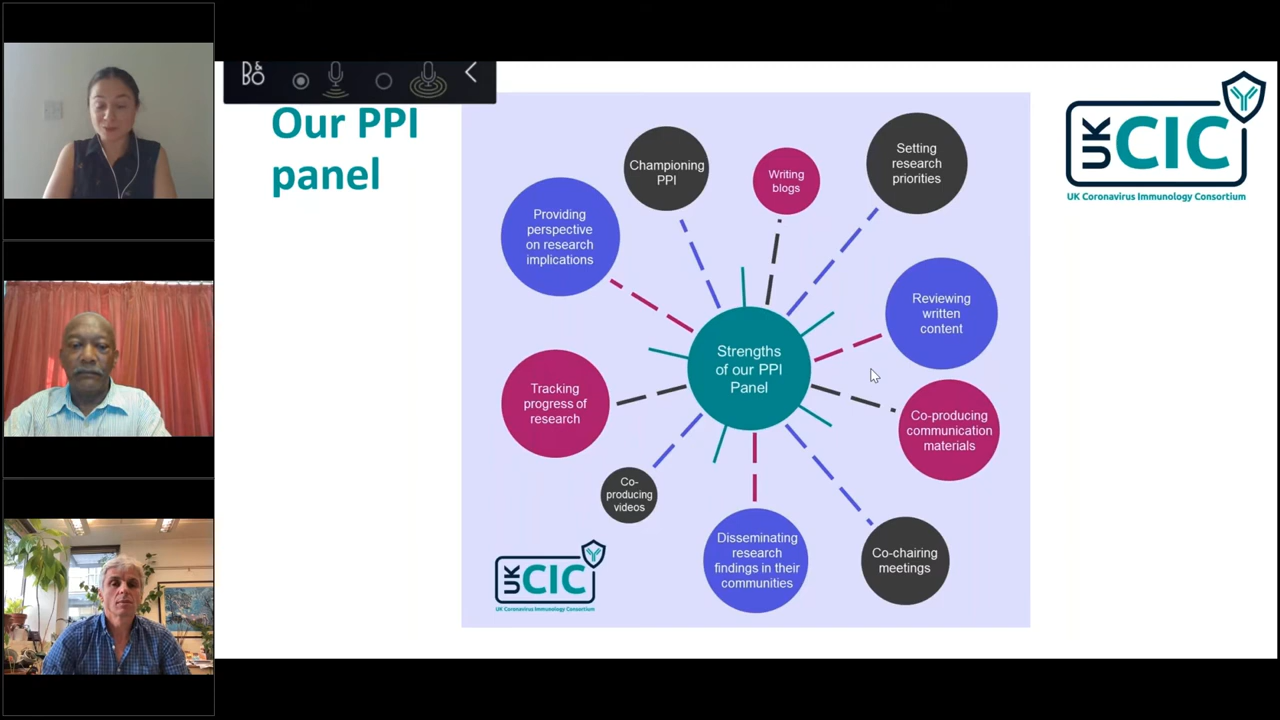 B&
BO
Our PPI
panel
UK
CIC
UK Coronavirus Immunology Consortium
Championing
PPI
Writing
blogs
Setting
research
priorities
Providing
perspective
on research
implications
Reviewing
written
content
Strengths
of our PPI
Panel
Tracking
progress of
research
Co-producing
communication
materials
Co-
producing
videos
Disseminating
research
findings in their
communities
Co-chairing
meetings
UK
CIC
UK Coronavirus Immunology Consortium